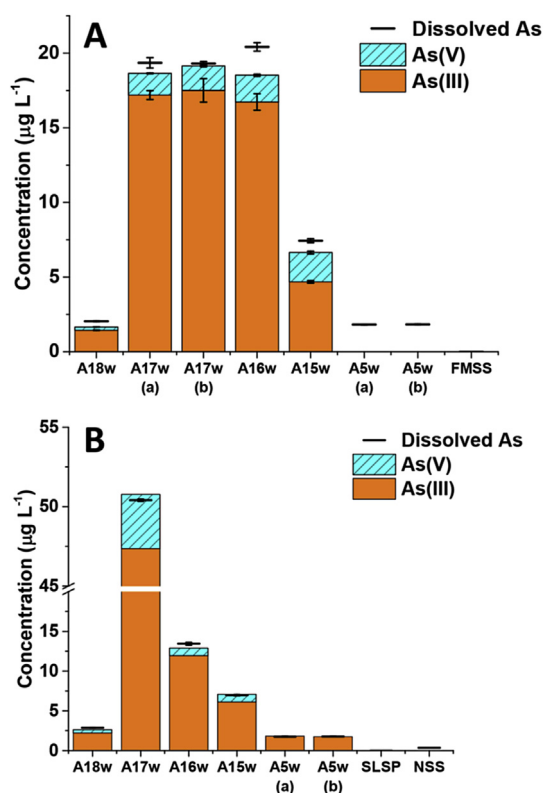 A
Dissolved As
As(V)
As(III)
Concentration (μg L⁻¹)
20
15
10
5
0
A18w A17w A17w A16w A15w A5w A5w FMSS
(a) (b) (a) (b)
B
Dissolved As
As(V)
As(III)
Concentration (μg L⁻¹)
55
50
45
15
10
5
0
A18w A17w A16w A15w A5w A5w SLSP NSS
(a) (b)